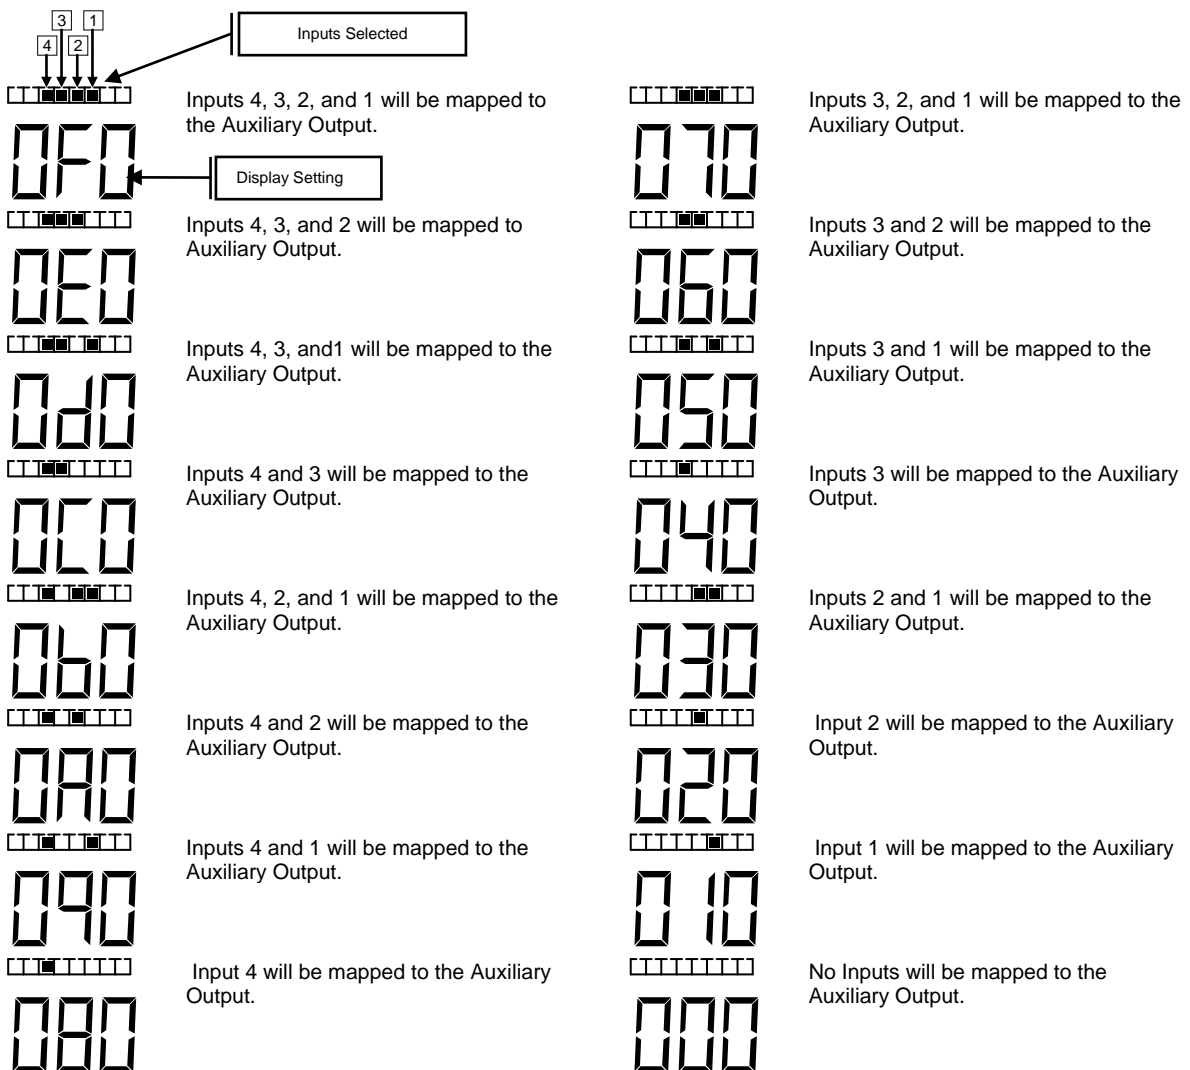 3
1
4
2
Inputs Selected
Inputs 4, 3, 2, and 1 will be mapped to
the Auxiliary Output.
0F0
Display Setting
Inputs 4, 3, and 2 will be mapped to
Auxiliary Output.
0E0
Inputs 4, 3, and1 will be mapped to the
Auxiliary Output.
0d0
Inputs 4 and 3 will be mapped to the
Auxiliary Output.
0C0
Inputs 4, 2, and 1 will be mapped to the
Auxiliary Output.
0b0
Inputs 4 and 2 will be mapped to the
Auxiliary Output.
0A0
Inputs 4 and 1 will be mapped to the
Auxiliary Output.
090
Input 4 will be mapped to the Auxiliary
Output.
080
Inputs 3, 2, and 1 will be mapped to the
Auxiliary Output.
070
Inputs 3 and 2 will be mapped to the
Auxiliary Output.
060
Inputs 3 and 1 will be mapped to the
Auxiliary Output.
050
Inputs 3 will be mapped to the Auxiliary
Output.
040
Inputs 2 and 1 will be mapped to the
Auxiliary Output.
030
Input 2 will be mapped to the Auxiliary
Output.
020
Input 1 will be mapped to the Auxiliary
Output.
010
No Inputs will be mapped to the
Auxiliary Output.
000